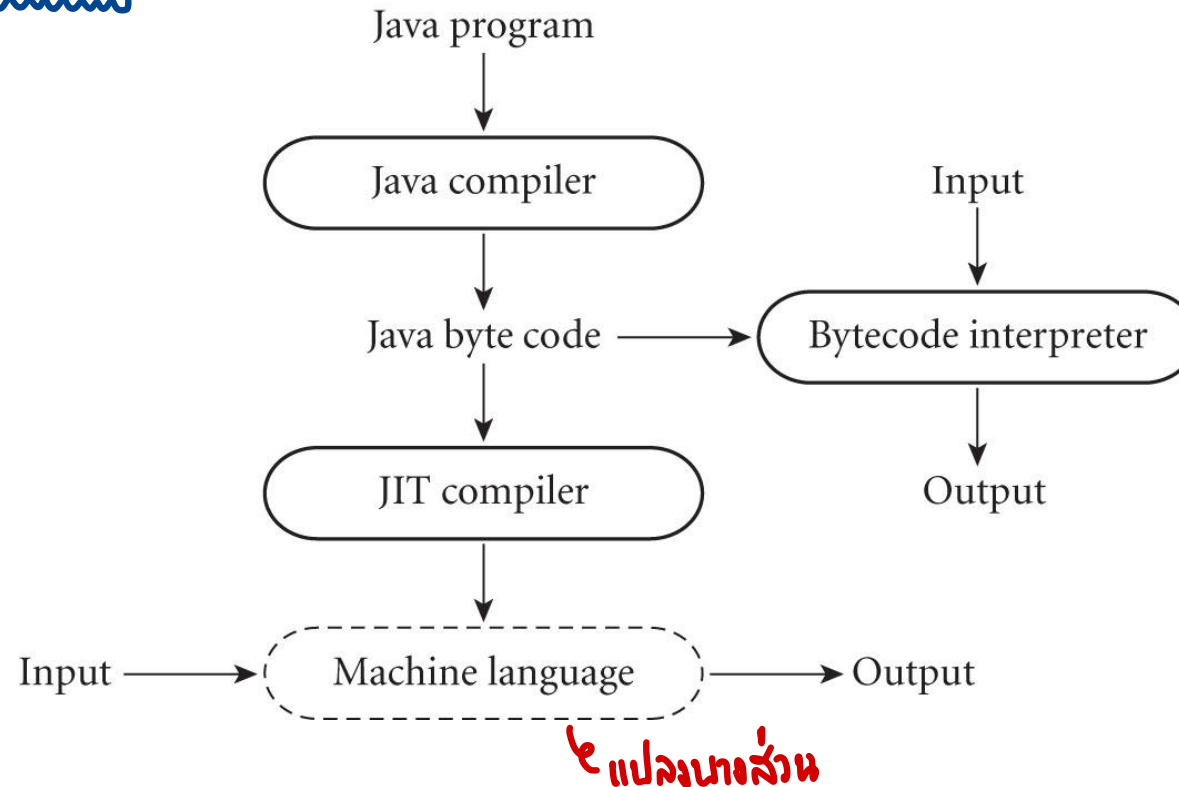 Java program
Java compiler
Input
Java byte code
Bytecode interpreter
JIT compiler
Output
Input
Machine language
Output
แปลงบางส่วน